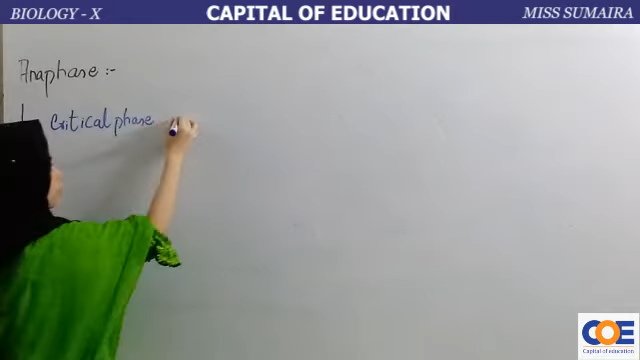 BIOLOGY - X
CAPITAL OF EDUCATION
MISS SUMAIRA
Anaphase :-
Critical phase
COE
Capital of education